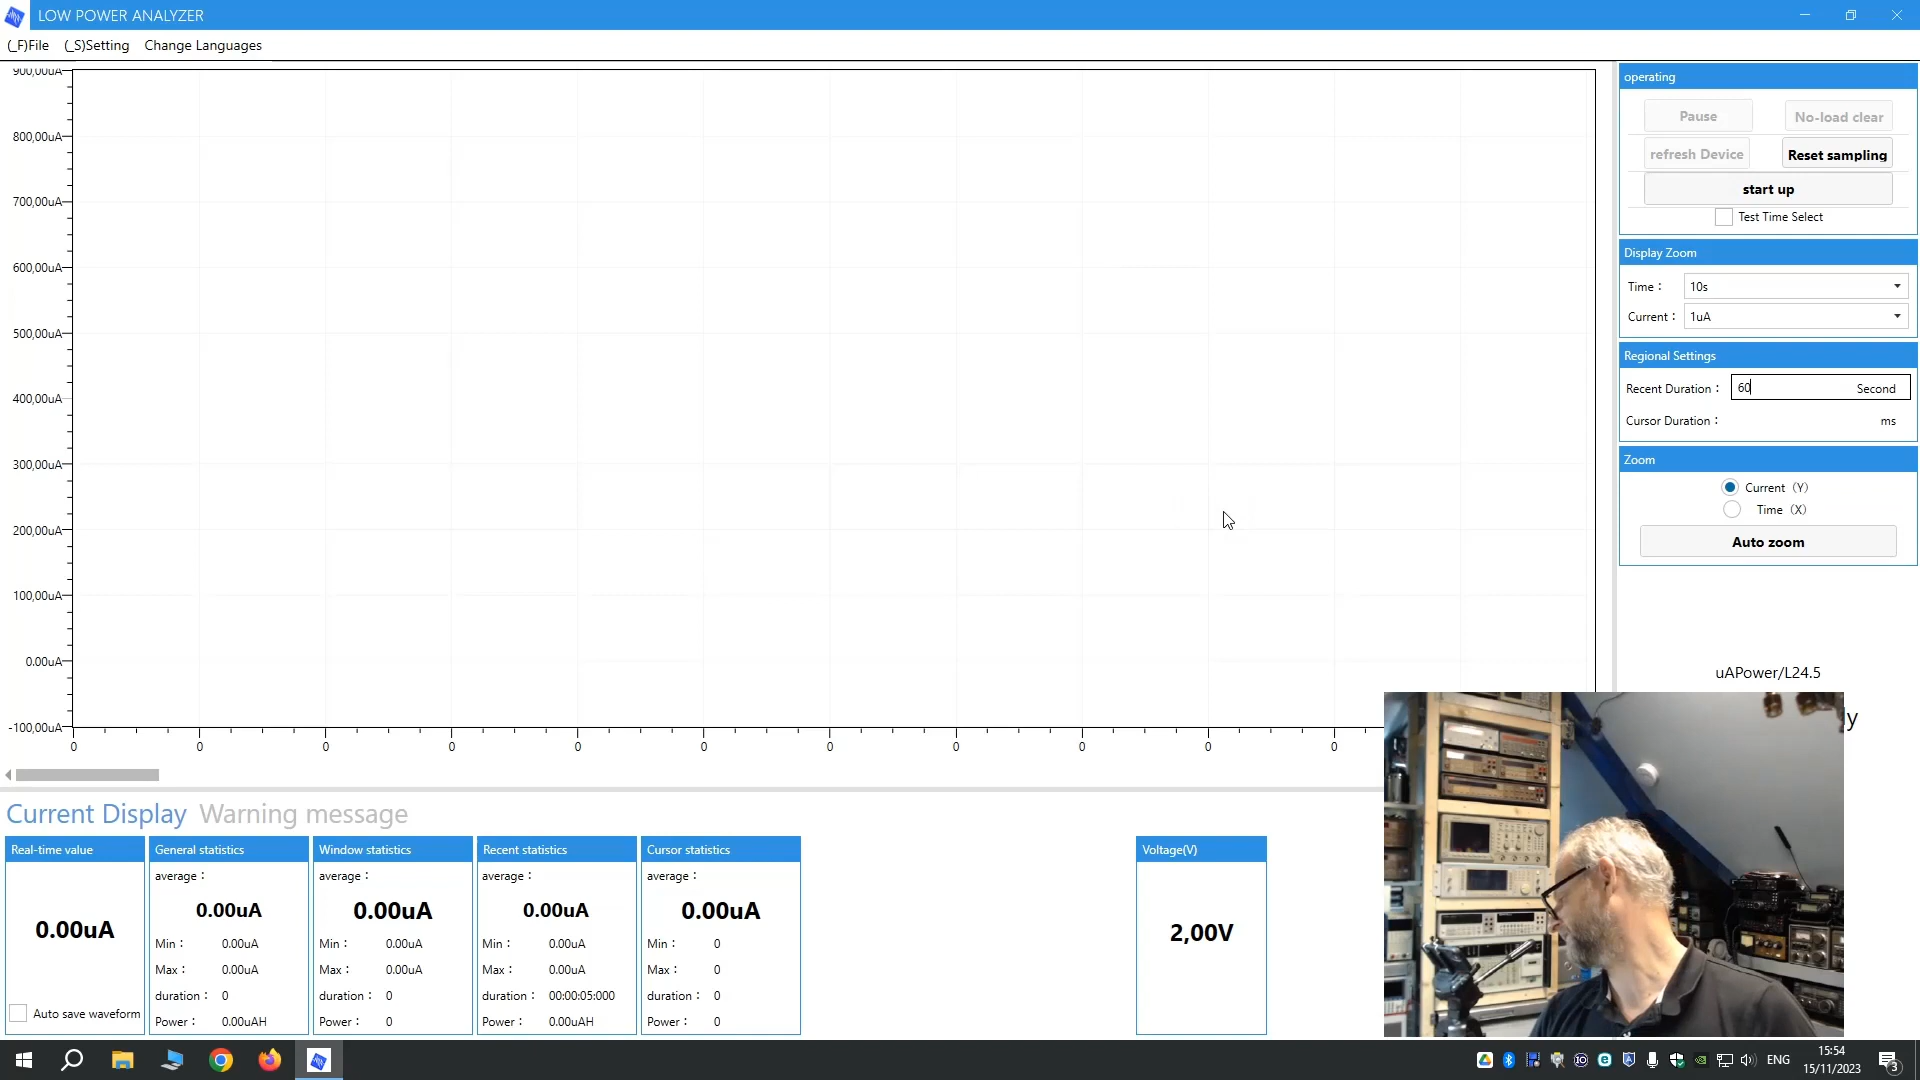 LOW POWER ANALYZER
(_F)File (_S)Setting Change Languages
900,00uA
800,00uA
700,00uA
600,00uA
500,00uA
400,00uA
300,00uA
200,00uA
100,00uA
0.00uA
-100,00uA
0 0 0 0 0 0 0 0 0 0 0
operating
Pause No-load clear
refresh Device Reset sampling
start up
Test Time Select
Display Zoom
Time : 10s
Current : 1uA
Regional Settings
Recent Duration : 60 Second
Cursor Duration : ms
Zoom
Current (Y)
Time (X)
Auto zoom
uAPower/L24.5
y
Current Display Warning message
Real-time value
0.00uA
Auto save waveform
General statistics
average :
0.00uA
Min : 0.00uA
Max : 0.00uA
duration : 0
Power : 0.00uAH
Window statistics
average :
0.00uA
Min : 0.00uA
Max : 0.00uA
duration : 0
Power : 0
Recent statistics
average :
0.00uA
Min : 0.00uA
Max : 0.00uA
duration : 00:00:05:000
Power : 0.00uAH
Cursor statistics
average :
0.00uA
Min : 0
Max : 0
duration : 0
Power : 0
Voltage(V)
2,00V
ENG
15:54
15/11/2023
3